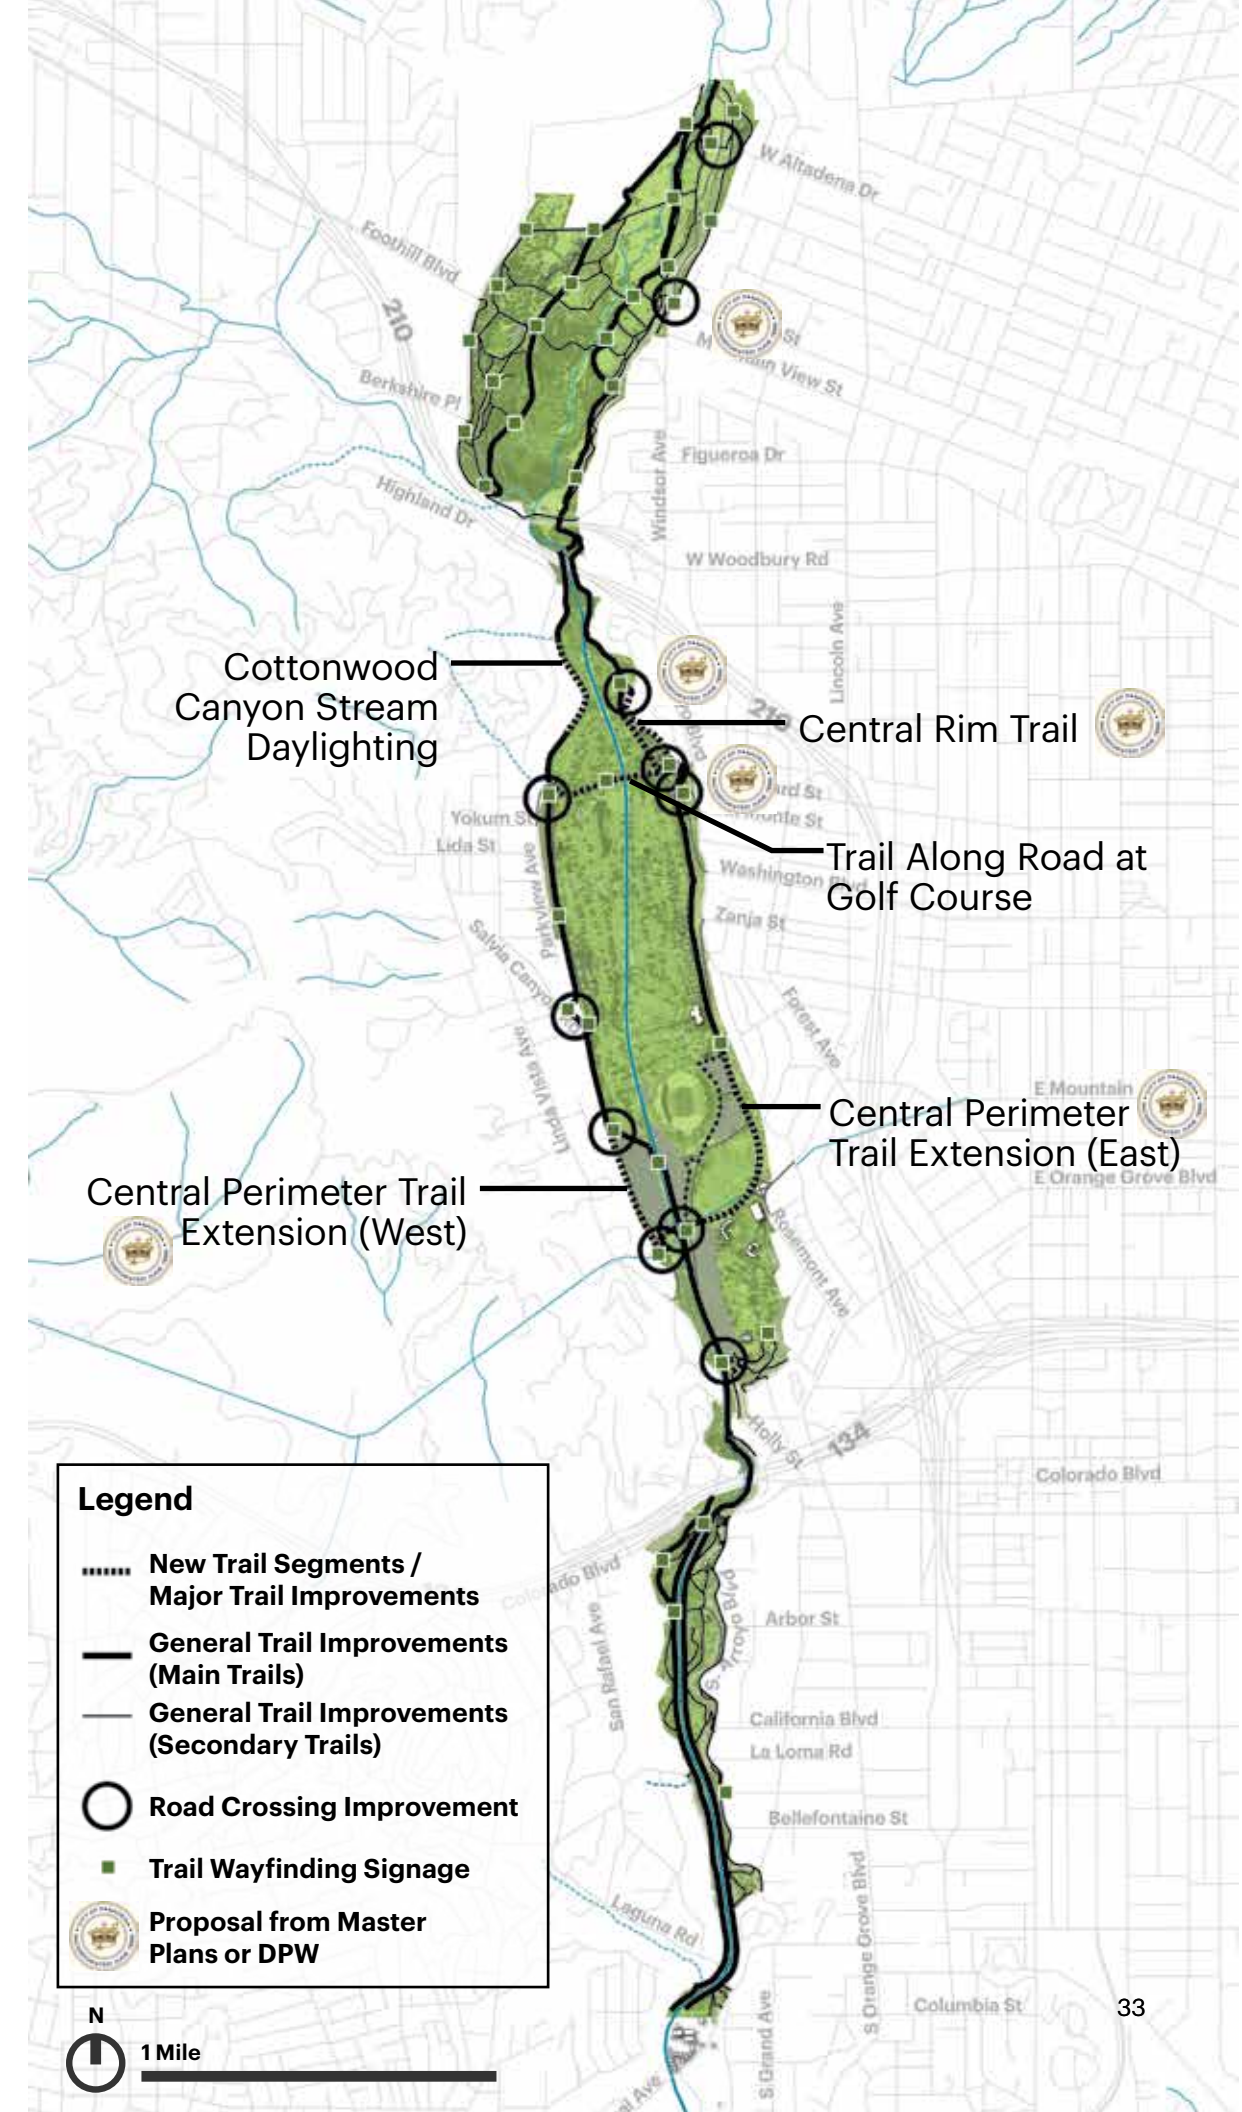 W Altadena Dr
Foothill Blvd
210
St
View St
Berkshire Pl
Figueroa Dr
Windsor Ave
Highland Dr
W Woodbury Rd
Lincoln Ave
Cottonwood
Canyon Stream
Daylighting
210
Central Rim Trail
Blvd
Yokum St
Lida St
Trail Along Road at
Golf Course
Washington Blvd
Parkview Ave
Zanja St
Salvia Canyon
Forest Ave
Linda Vista Ave
E Mountain
Central Perimeter
Trail Extension (East)
E Orange Grove Blvd
Central Perimeter Trail
Extension (West)
Rosemont Ave
Holly St
134
Colorado Blvd
Legend
New Trail Segments /
Major Trail Improvements
General Trail Improvements
(Main Trails)
General Trail Improvements
(Secondary Trails)
Road Crossing Improvement
Trail Wayfinding Signage
Proposal from Master
Plans or DPW
Colorado Blvd
San Rafael Ave
S. Arroyo Blvd
Arbor St
California Blvd
La Loma Rd
Bellefontaine St
S Orange Grove Blvd
Laguna Rd
Columbia St
S Grand Ave
33
N
1 Mile